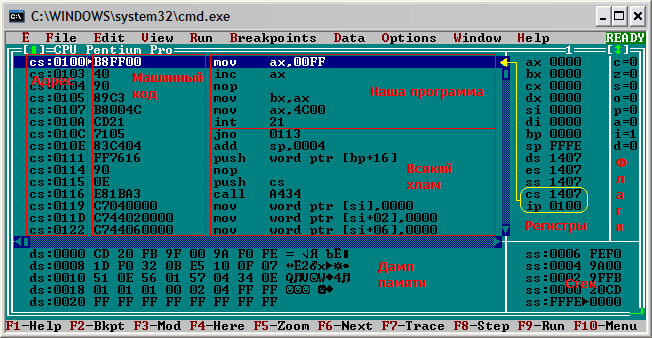 C:\WINDOWS\system32\cmd.exe
File Edit View Run Breakpoints Data Options Window Help READY
CPU Pentium Pro 1
cs:0100 B8FF00 mov ax,00FF ax 0000 c=0
cs:0103 40 inc ax bx 0000 z=0
Адрес Машинный код
cs:0104 90 nop cx 0000 s=0
cs:0105 89C3 mov bx,ax dx 0000 o=0
Наша программа
cs:0107 B8004C mov ax,4C00 si 0000 p=0
cs:010A CD21 int 21 di 0000 a=0
cs:010C 7105 jno 0113 bp 0000 i=1
cs:010E 83C404 add sp,0004 sp FFFE d=0
cs:0111 FF7616 push word ptr [bp+16] ds 1407
cs:0114 90 nop es 1407
Всякий хлам
cs:0115 0E push cs ss 1407
cs:0116 E81BA3 call A434 cs 1407
cs:0119 C7040000 mov word ptr [si],0000 ip 0100
Флаги
cs:011D C744020000 mov word ptr [si+02],0000
Регистры
cs:0122 C744060000 mov word ptr [si+06],0000
ds:0000 CD 20 FB 9F 00 9A F0 FE ss:0006 FEF0
ds:0008 1D F0 32 0B E5 10 0F 07 ss:0004 9A00
Дамп памяти
ds:0010 51 0E 56 01 57 04 34 0E ss:0002 9FFB
ds:0018 01 01 01 00 02 04 FF FF ss:0000 20CD
Стек
ds:0020 FF FF FF FF FF FF FF FF ss:FFFE 0000
F1-Help F2-Bkpt F3-Mod F4-Here F5-Zoom F6-Next F7-Trace F8-Step F9-Run F10-Menu